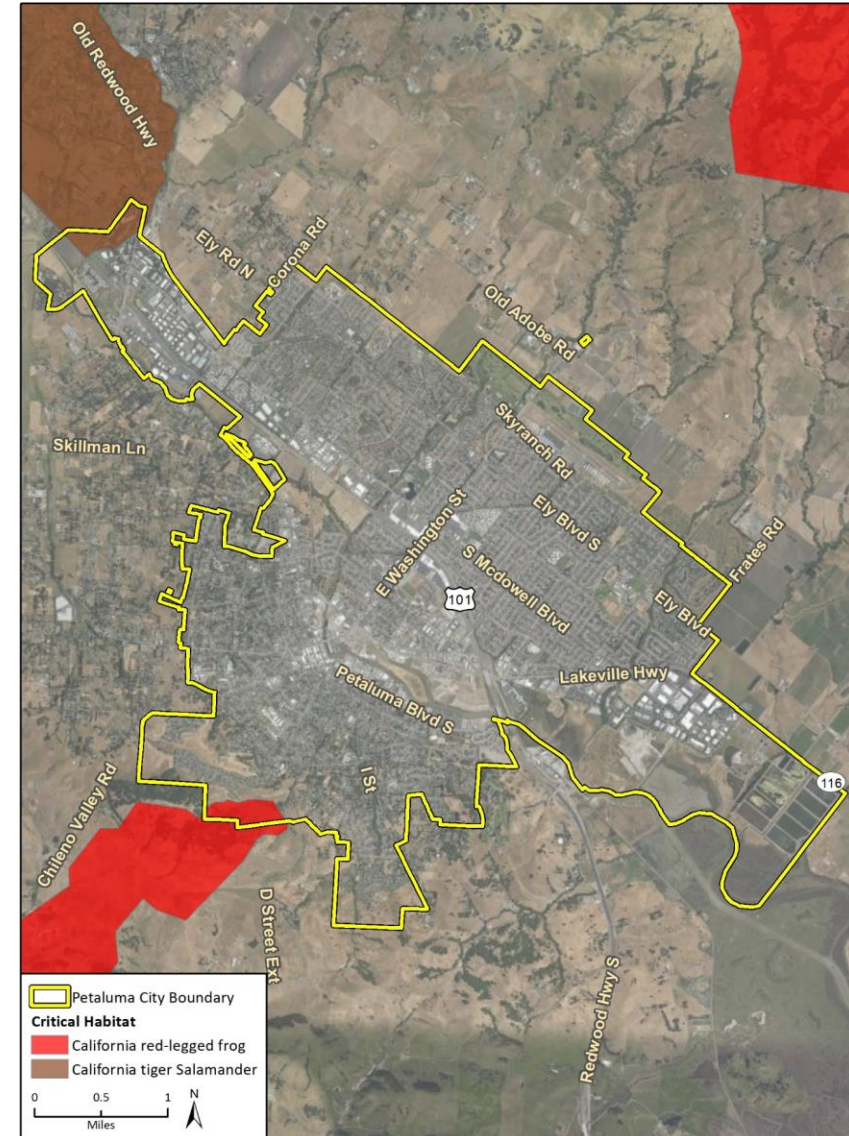 Old Redwood Hwy
Ely Rd N
Corona Rd
Old Adobe Rd
Skillman Ln
Skyranch Rd
E Washington St
Ely Blvd S
S Mcdowell Blvd
Frates Rd
101
Ely Blvd
Lakeville Hwy
Petaluma Blvd S
I St
116
Chileno Valley Rd
D Street Ext
Redwood Hwy S
Petaluma City Boundary
Critical Habitat
California red-legged frog
California tiger Salamander
0 0.5 1
Miles
N